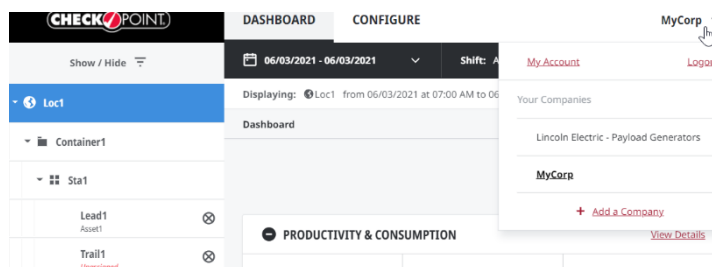 CHECKPOINT.
DASHBOARD CONFIGURE MyCorp
Show / Hide
06/03/2021 - 06/03/2021 Shift: A
My Account Logou
Loc1
Displaying: Loc1 from 06/03/2021 at 07:00 AM to 06
Your Companies
Dashboard
Container1
Lincoln Electric - Payload Generators
Sta1
MyCorp
Lead1
Asset1
+ Add a Company
PRODUCTIVITY & CONSUMPTION View Details
Trail1